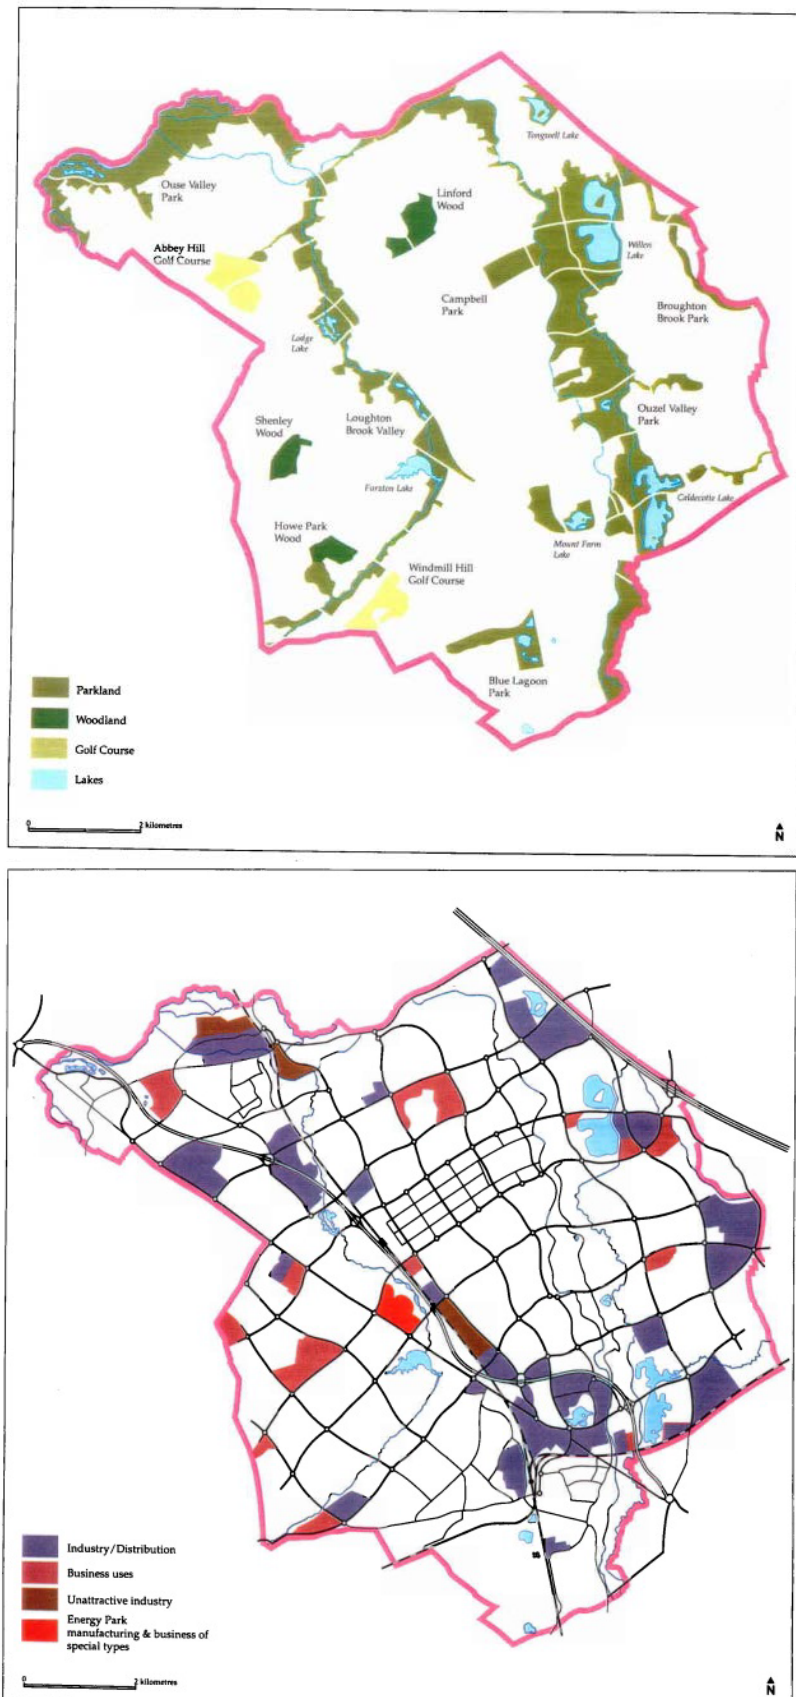 Tongwell Lake
Ouse Valley
Park
Linford
Wood
Abbey Hill
Golf Course
Willen
Lake
Campbell
Park
Broughton
Brook Park
Lodge
Lake
Shenley
Wood
Loughton
Brook Valley
Ouzel Valley
Park
Furzton Lake
Caldecotte Lake
Howe Park
Wood
Mount Farm
Lake
Windmill Hill
Golf Course
Blue Lagoon
Park
Parkland
Woodland
Golf Course
Lakes
0 2 kilometres
N
Industry/Distribution
Business uses
Unattractive industry
Energy Park
manufacturing & business of
special types
0 2 kilometres
N